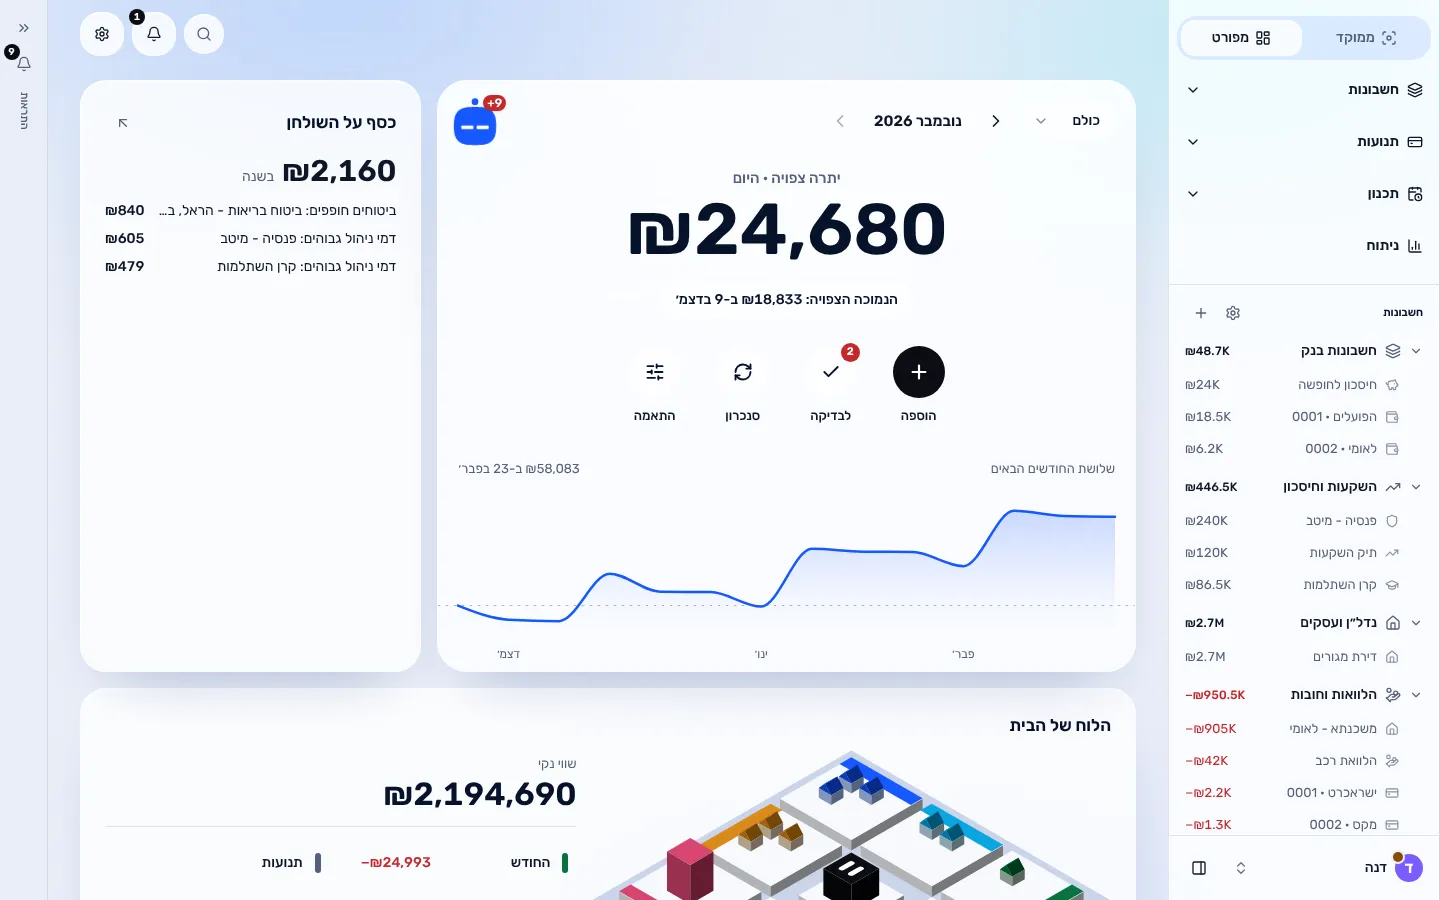 ממוקד
מפורט
חשבונות
תנועות
תכנון
ניתוח
חשבונות
חשבונות בנק ₪48.7K
חיסכון לחופשה ₪24K
הפועלים • 0001 ₪18.5K
לאומי • 0002 ₪6.2K
השקעות וחיסכון ₪446.5K
פנסיה - מיטב ₪240K
תיק השקעות ₪120K
קרן השתלמות ₪86.5K
נדל״ן ועסקים ₪2.7M
דירת מגורים ₪2.7M
הלוואות וחובות −₪950.5K
משכנתא - לאומי −₪905K
הלוואת רכב −₪42K
ישראכרט • 0001 −₪2.2K
מקס • 0002 −₪1.3K
ד
דנה
1
כולם
נובמבר 2026
9+
יתרה צפויה • היום
₪24,680
הנמוכה הצפויה: ₪18,833 ב-9 בדצמ׳
2
הוספה
לבדיקה
סנכרון
התאמה
שלושת החודשים הבאים
₪58,083 ב-23 בפבר׳
דצמ׳
ינו׳
פבר׳
כסף על השולחן
₪2,160 בשנה
ביטוחים חופפים: ביטוח בריאות - הראל, ב... ₪840
דמי ניהול גבוהים: פנסיה - מיטב ₪605
דמי ניהול גבוהים: קרן השתלמות ₪479
הלוח של הבית
שווי נקי
₪2,194,690
החודש −₪24,993
תנועות
9
התראות